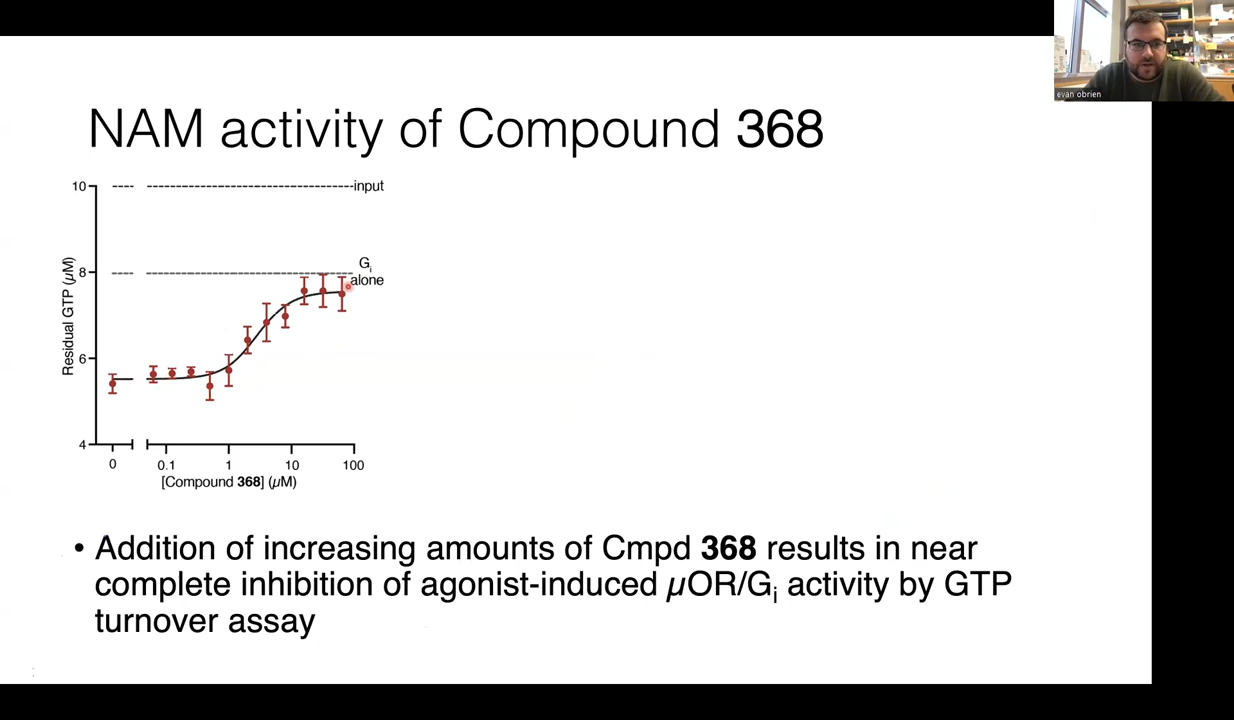 evan obrien
NAM activity of Compound 368
10
input
8
Gi
alone
Residual GTP (µM)
6
4
0
0.1
1
10
100
[Compound 368] (µM)
• Addition of increasing amounts of Cmpd 368 results in near
complete inhibition of agonist-induced µOR/Gi activity by GTP
turnover assay